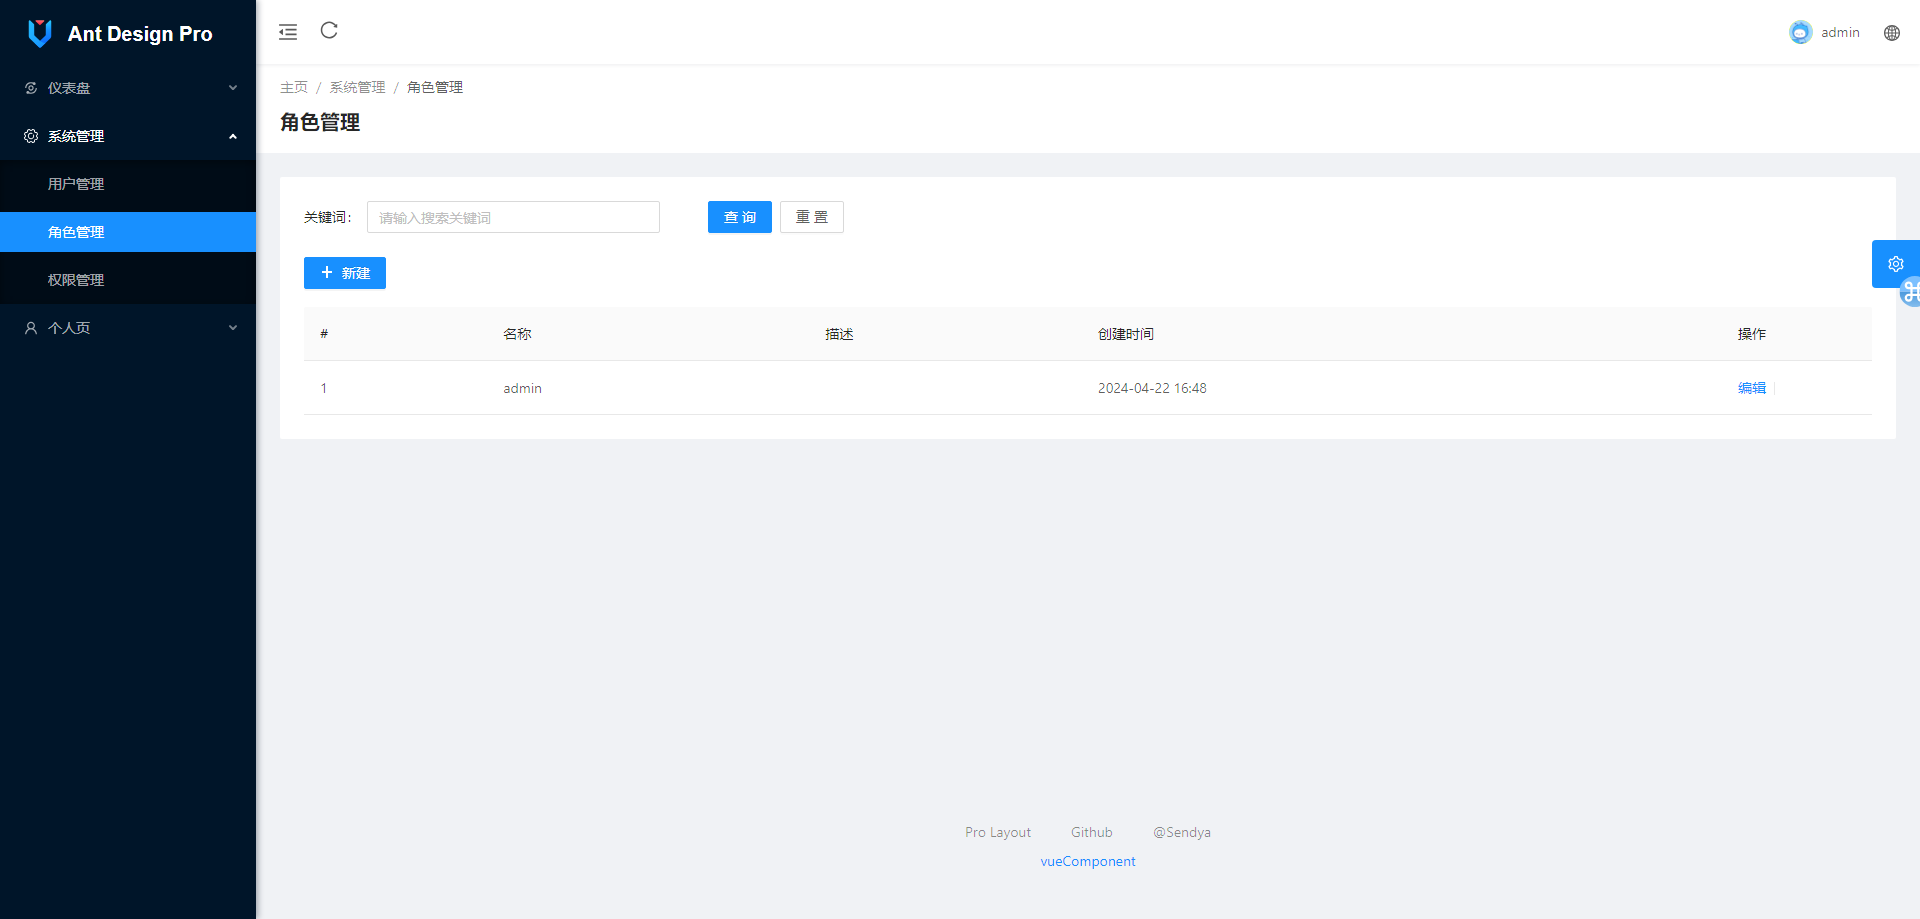 Ant Design Pro
admin
仪表盘
系统管理
用户管理
角色管理
权限管理
个人页
主页 / 系统管理 / 角色管理
角色管理
关键词: 请输入搜索关键词 查 询 重 置
新建
# 名称 描述 创建时间 操作
1 admin 2024-04-22 16:48 编辑
Pro Layout Github @Sendya
vueComponent